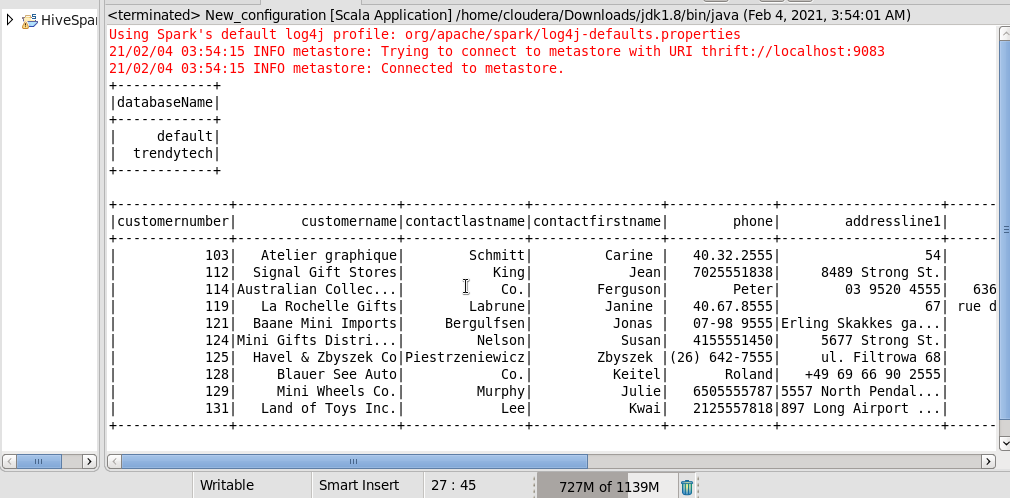 <terminated> New_configuration [Scala Application] /home/cloudera/Downloads/jdk1.8/bin/java (Feb 4, 2021, 3:54:01 AM)
HiveSpa
Using Spark's default log4j profile: org/apache/spark/log4j-defaults.properties
21/02/04 03:54:15 INFO metastore: Trying to connect to metastore with URI thrift://localhost:9083
21/02/04 03:54:15 INFO metastore: Connected to metastore.
+------------+
|databaseName|
+------------+
|     default|
|  trendytech|
+------------+
+--------------+--------------------+---------------+----------------+--------------+--------------------+------
|customernumber|        customername|contactlastname|contactfirstname|         phone|        addressline1|
+--------------+--------------------+---------------+----------------+--------------+--------------------+------
|           103|   Atelier graphique|        Schmitt|         Carine |    40.32.2555|                  54|
|           112|  Signal Gift Stores|           King|            Jean|    7025551838|     8489 Strong St.|
|           114|Australian Collec...|            Co.|        Ferguson|         Peter|        03 9520 4555|   636
|           119|   La Rochelle Gifts|        Labrune|         Janine |    40.67.8555|                  67| rue d
|           121|  Baane Mini Imports|     Bergulfsen|          Jonas |    07-98 9555|Erling Skakkes ga...|
|           124|Mini Gifts Distri...|         Nelson|           Susan|    4155551450|     5677 Strong St.|
|           125|  Havel & Zbyszek Co|Piestrzeniewicz|        Zbyszek |(26) 642-7555|     ul. Filtrowa 68|
|           128|    Blauer See Auto|            Co.|          Keitel|        Roland|    +49 69 66 90 2555|
|           129|     Mini Wheels Co.|         Murphy|           Julie|    6505555787|5557 North Pendal...|
|           131|   Land of Toys Inc.|            Lee|            Kwai|    2125557818|897 Long Airport ...|
+--------------+--------------------+---------------+----------------+--------------+--------------------+------
Writable Smart Insert 27 : 45 727M of 1139M